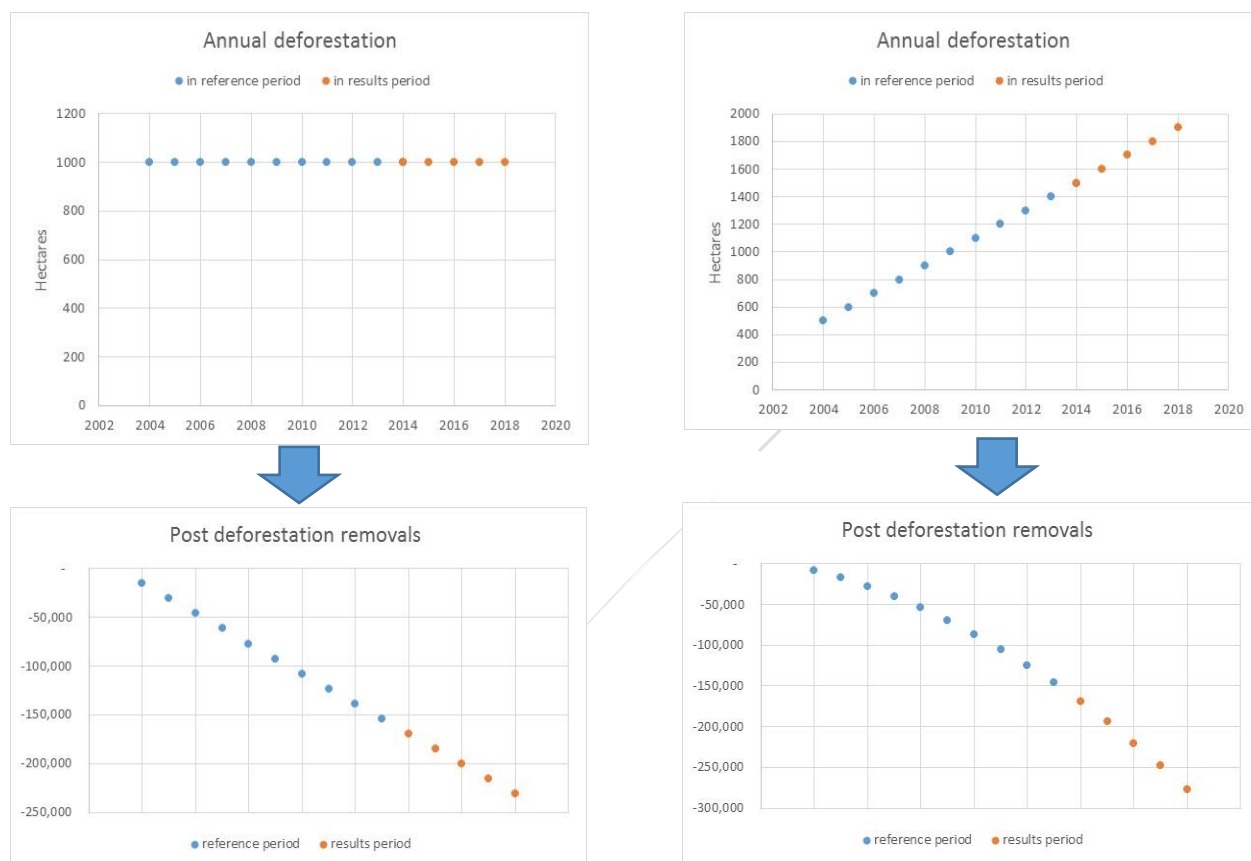 Annual deforestation
in reference period in results period
1200
1000
800
600
400
200
0
Hectares
2002 2004 2006 2008 2010 2012 2014 2016 2018 2020
Annual deforestation
in reference period in results period
2000
1800
1600
1400
1200
1000
800
600
400
200
0
Hectares
2002 2004 2006 2008 2010 2012 2014 2016 2018 2020
Post deforestation removals
-
-50,000
-100,000
-150,000
-200,000
-250,000
reference period results period
Post deforestation removals
-
-50,000
-100,000
-150,000
-200,000
-250,000
-300,000
reference period results period